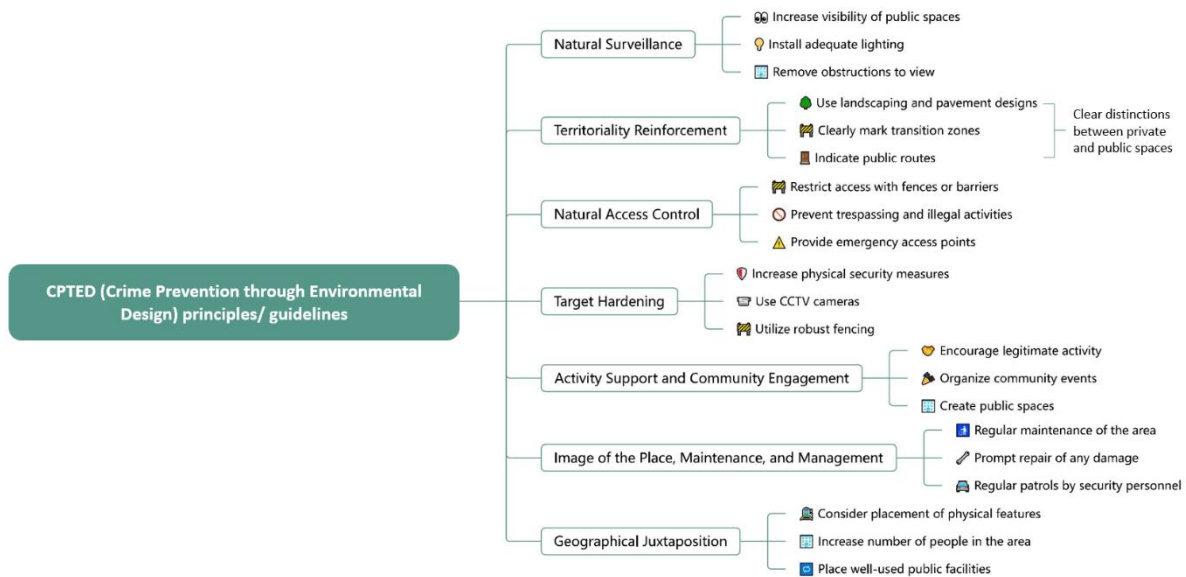 CPTED (Crime Prevention through Environmental
Design) principles/ guidelines
Natural Surveillance
Increase visibility of public spaces
Install adequate lighting
Remove obstructions to view
Territoriality Reinforcement
Use landscaping and pavement designs
Clearly mark transition zones
Indicate public routes
Clear distinctions
between private
and public spaces
Natural Access Control
Restrict access with fences or barriers
Prevent trespassing and illegal activities
Provide emergency access points
Target Hardening
Increase physical security measures
Use CCTV cameras
Utilize robust fencing
Activity Support and Community Engagement
Encourage legitimate activity
Organize community events
Create public spaces
Image of the Place, Maintenance, and Management
Regular maintenance of the area
Prompt repair of any damage
Regular patrols by security personnel
Geographical Juxtaposition
Consider placement of physical features
Increase number of people in the area
Place well-used public facilities